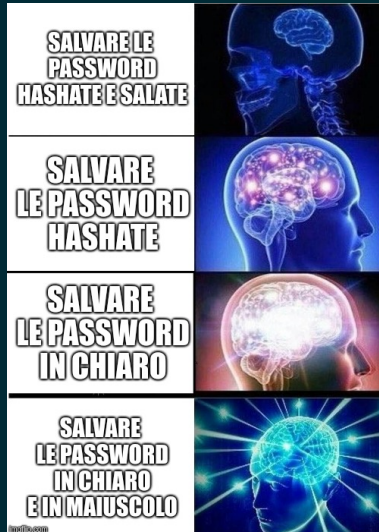 SALVARE LE
PASSWORD
HASHATE E SALATE
SALVARE
LE PASSWORD
HASHATE
SALVARE
LE PASSWORD
IN CHIARO
SALVARE
LE PASSWORD
IN CHIARO
E IN MAIUSCOLO
imgflip.com